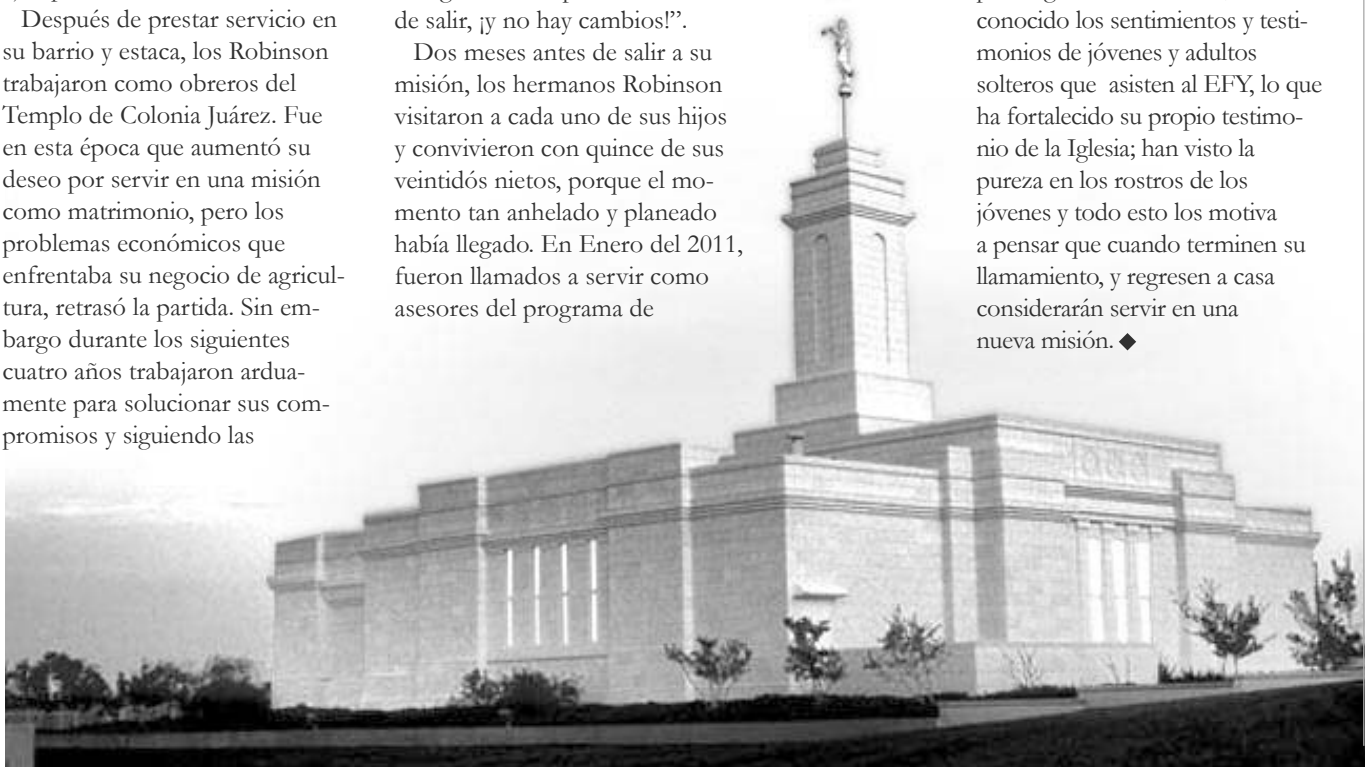 Después de prestar servicio en
su barrio y estaca, los Robinson
trabajaron como obreros del
Templo de Colonia Juárez. Fue
en esta época que aumentó su
deseo por servir en una misión
como matrimonio, pero los
problemas económicos que
enfrentaba su negocio de agricul-
tura, retrasó la partida. Sin em-
bargo durante los siguientes
cuatro años trabajaron ardua-
mente para solucionar sus com-
promisos y siguiendo las
de salir, ¡y no hay cambios!”.
Dos meses antes de salir a su
misión, los hermanos Robinson
visitaron a cada uno de sus hijos
y convivieron con quince de sus
veintidós nietos, porque el mo-
mento tan anhelado y planeado
había llegado. En Enero del 2011,
fueron llamados a servir como
asesores del programa de
conocido los sentimientos y testi-
monios de jóvenes y adultos
solteros que asisten al EFY, lo que
ha fortalecido su propio testimo-
nio de la Iglesia; han visto la
pureza en los rostros de los
jóvenes y todo esto los motiva
a pensar que cuando terminen su
llamamiento, y regresen a casa
considerarán servir en una
nueva misión. ◆